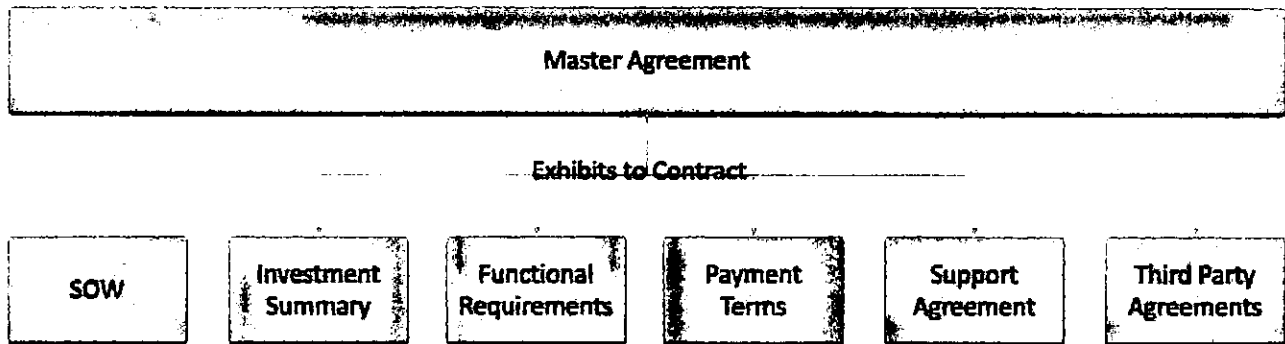 Master Agreement
Exhibits to Contract
SOW
Investment
Summary
Functional
Requirements
Payment
Terms
Support
Agreement
Third Party
Agreements